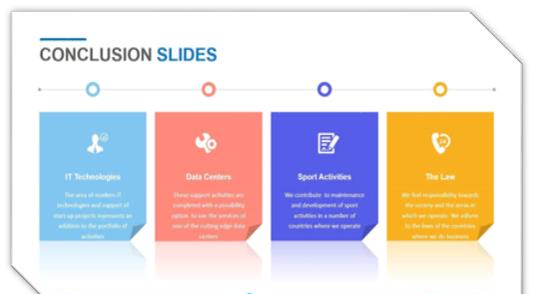 CONCLUSION SLIDES
IT Technologies
The area of modern IT
technologies and support of
start up projects represents an
addition to the portfolio of
activities
Data Centers
These support activities are
completed with a possibility
option to use the services of
one of the cutting edge data
centers
Sport Activities
We contribute to maintenance
and development of sport
activities in a number of
countries where we operate
The Law
We feel responsibility towards
the society and the areas in
which we operate. We adhere
to the laws of the countries
where we do business